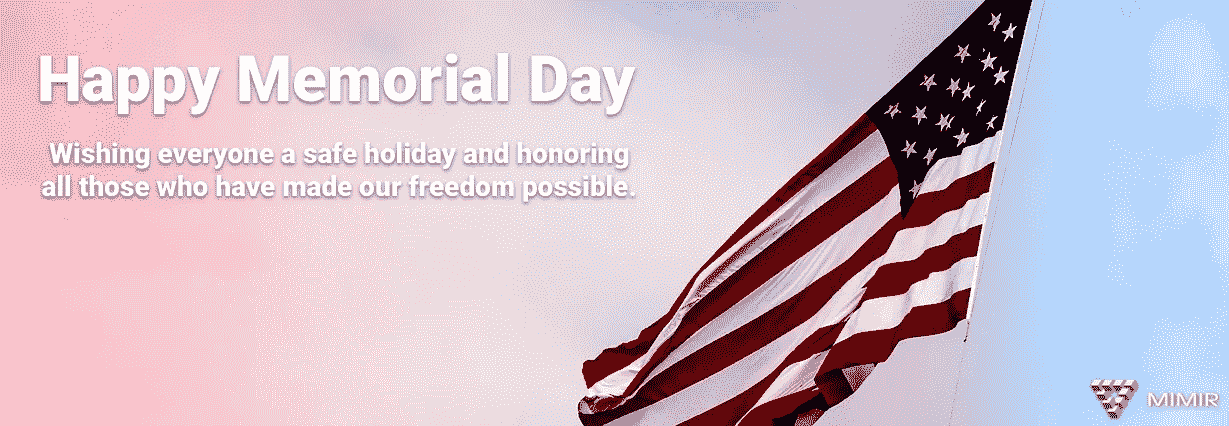 Happy Memorial Day
Wishing everyone a safe holiday and honoring
all those who have made our freedom possible.
MIMIR